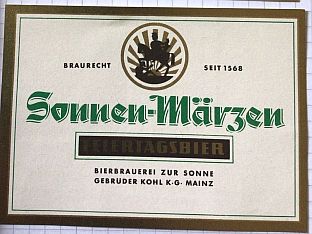 BRAURECHT SEIT 1568
Sonnen-Märzen
FEIERTAGSBIER
BIERBRAUEREI ZUR SONNE
GEBRÜDER KOHL K·G· MAINZ